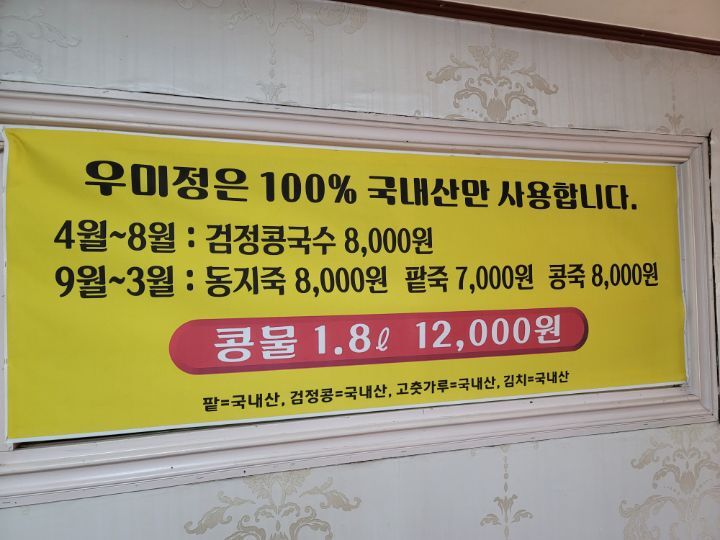 우미정은 100% 국내산만 사용합니다.
4월~8월 : 검정콩국수 8,000원
9월~3월 : 동지죽 8,000원 팥죽 7,000원 콩죽 8,000원
콩물 1.8ℓ 12,000원
팥=국내산, 검정콩=국내산, 고춧가루=국내산, 김치=국내산